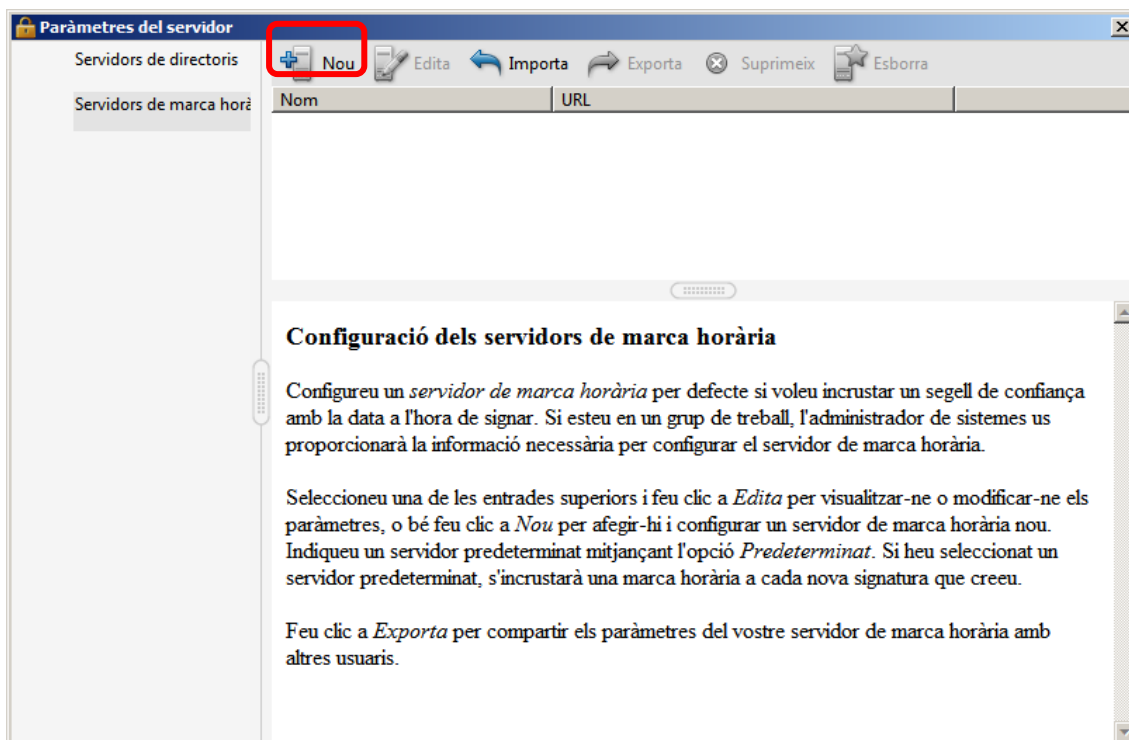 Paràmetres del servidor
Servidors de directoris
Servidors de marca horà
Nou Edita Importa Exporta Suprimeix Esborra
Nom URL
Configuració dels servidors de marca horària
Configureu un servidor de marca horària per defecte si voleu incrustar un segell de confiança
amb la data a l'hora de signar. Si esteu en un grup de treball, l'administrador de sistemes us
proporcionarà la informació necessària per configurar el servidor de marca horària.
Seleccioneu una de les entrades superiors i feu clic a Edita per visualitzar-ne o modificar-ne els
paràmetres, o bé feu clic a Nou per afegir-hi i configurar un servidor de marca horària nou.
Indiqueu un servidor predeterminat mitjançant l'opció Predeterminat. Si heu seleccionat un
servidor predeterminat, s'incrustarà una marca horària a cada nova signatura que creeu.
Feu clic a Exporta per compartir els paràmetres del vostre servidor de marca horària amb
altres usuaris.